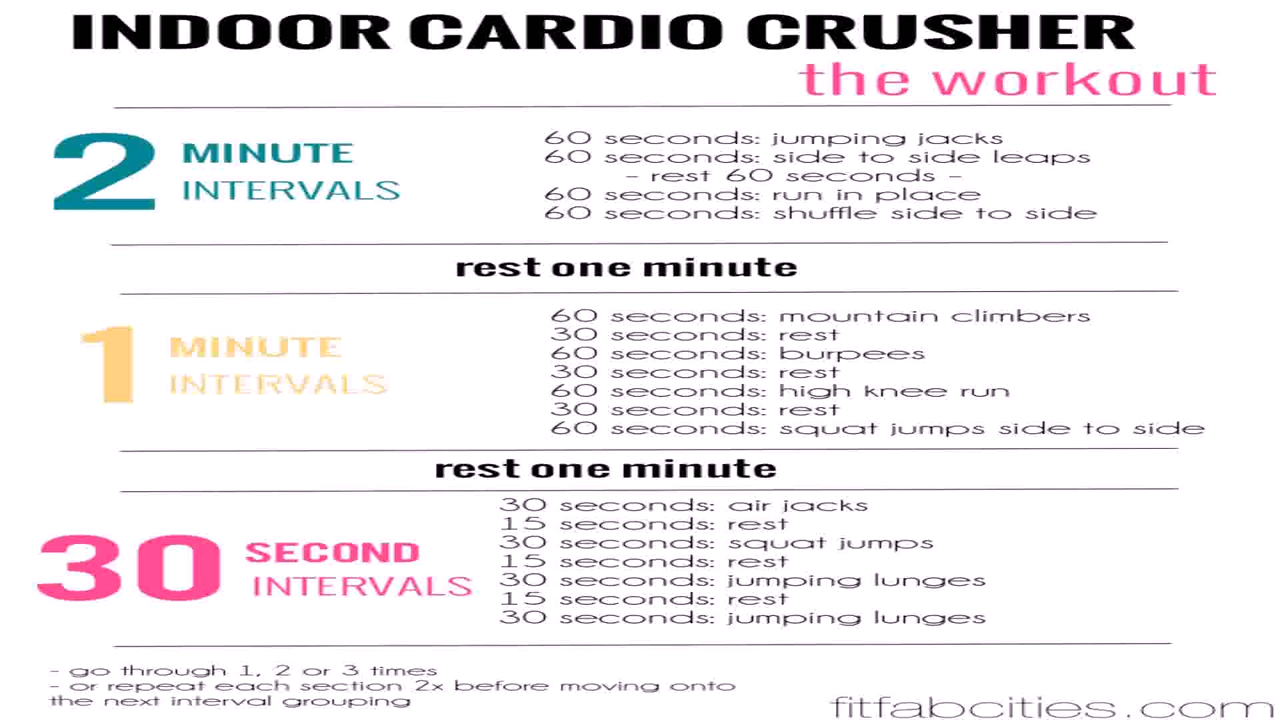 INDOOR CARDIO CRUSHER
the workout
2 MINUTE
INTERVALS
60 seconds: jumping jacks
60 seconds: side to side leaps
- rest 60 seconds -
60 seconds: run in place
60 seconds: shuffle side to side
rest one minute
1 MINUTE
INTERVALS
60 seconds: mountain climbers
30 seconds: rest
60 seconds: burpees
30 seconds: rest
60 seconds: high knee run
30 seconds: rest
60 seconds: squat jumps side to side
rest one minute
30 SECOND
INTERVALS
30 seconds: air jacks
15 seconds: rest
30 seconds: squat jumps
15 seconds: rest
30 seconds: jumping lunges
15 seconds: rest
30 seconds: jumping lunges
- go through 1, 2 or 3 times
- or repeat each section 2x before moving onto
the next interval grouping
fitfabcities.com